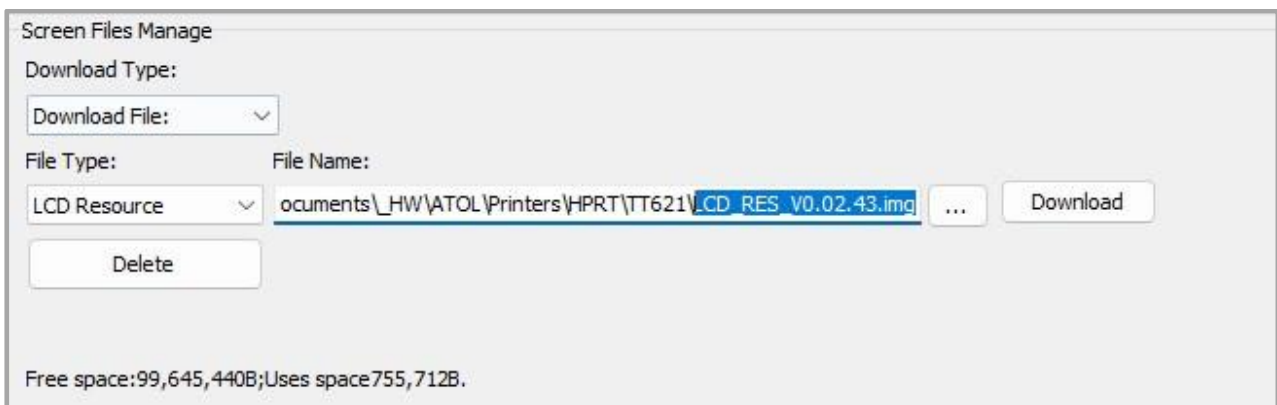 Screen Files Manage
Download Type:
Download File:
File Type: File Name:
LCD Resource ocuments\_HW\ATOL\Printers\HPRT\TT621\LCD_RES_V0.02.43.img ... Download
Delete
Free space:99,645,440B;Uses space755,712B.